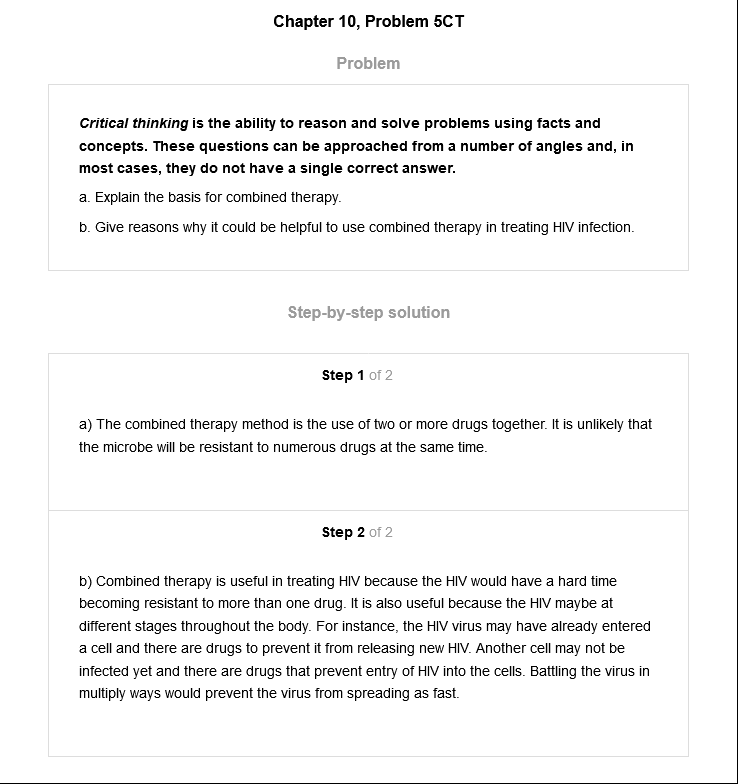 Chapter 10, Problem 5CT
Problem
Critical thinking is the ability to reason and solve problems using facts and
concepts. These questions can be approached from a number of angles and, in
most cases, they do not have a single correct answer.
a. Explain the basis for combined therapy.
b. Give reasons why it could be helpful to use combined therapy in treating HIV infection.
Step-by-step solution
Step 1 of 2
a) The combined therapy method is the use of two or more drugs together. It is unlikely that
the microbe will be resistant to numerous drugs at the same time.
Step 2 of 2
b) Combined therapy is useful in treating HIV because the HIV would have a hard time
becoming resistant to more than one drug. It is also useful because the HIV maybe at
different stages throughout the body. For instance, the HIV virus may have already entered
a cell and there are drugs to prevent it from releasing new HIV. Another cell may not be
infected yet and there are drugs that prevent entry of HIV into the cells. Battling the virus in
multiply ways would prevent the virus from spreading as fast.